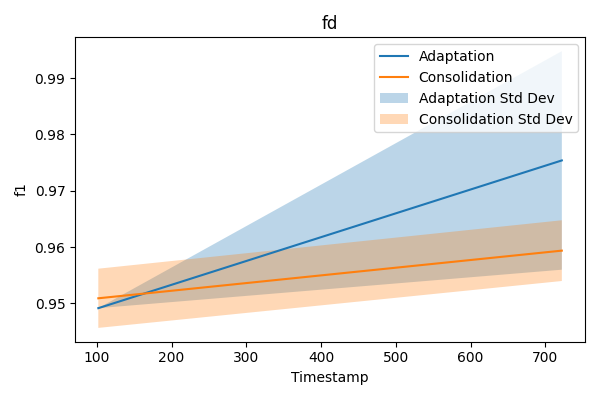 fd
Adaptation
Consolidation
Adaptation Std Dev
Consolidation Std Dev
f1
0.99
0.98
0.97
0.96
0.95
100 200 300 400 500 600 700
Timestamp